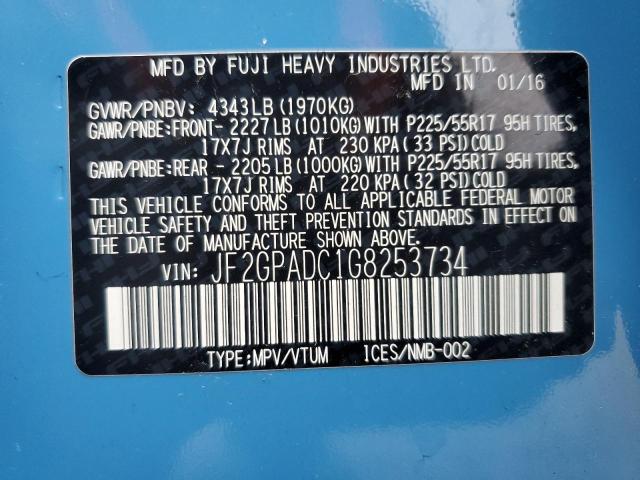 MFD BY FUJI HEAVY INDUSTRIES LTD.
MFD IN 01/16
GVWR/PNBV: 4343LB (1970KG)
GAWR/PNBE:FRONT- 2227LB (1010KG) WITH P225/55R17 95H TIRES,
17X7J RIMS AT 230 KPA (33 PSI) COLD
GAWR/PNBE:REAR - 2205LB (1000KG) WITH P225/55R17 95H TIRES,
17X7J RIMS AT 220 KPA (32 PSI) COLD
THIS VEHICLE CONFORMS TO ALL APPLICABLE FEDERAL MOTOR
VEHICLE SAFETY AND THEFT PREVENTION STANDARDS IN EFFECT ON
THE DATE OF MANUFACTURE SHOWN ABOVE.
VIN: JF2GPADC1G8253734
TYPE:MPV/VTUM ICES/NMB-002